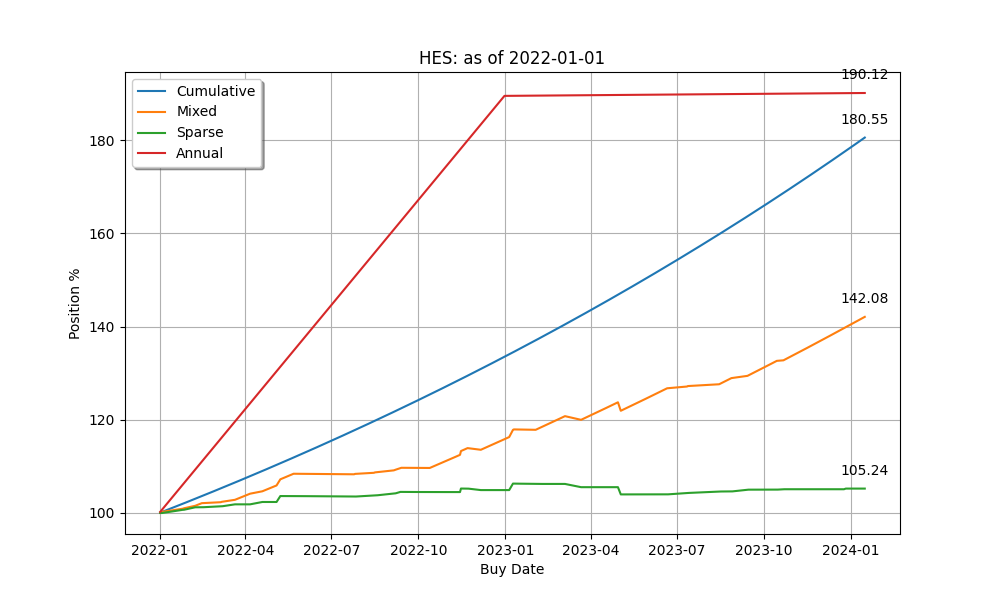 HES: as of 2022-01-01
190.12
Cumulative
Mixed
Sparse
Annual
180.55
142.08
105.24
180
160
140
120
100
Position %
2022-01 2022-04 2022-07 2022-10 2023-01 2023-04 2023-07 2023-10 2024-01
Buy Date